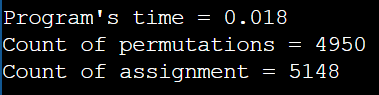 Program's time = 0.018
Count of permutations = 4950
Count of assignment = 5148